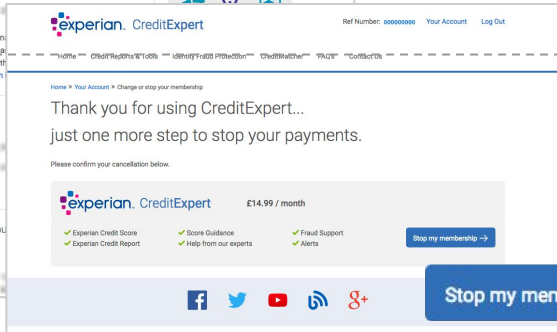 experian. CreditExpert
Ref Number: 000000000 Your Account Log Out
Home Credit Reports & Tools Identity Fraud Protection CreditMatcher FAQ's Contact Us
Home » Your Account » Change or stop your membership
Thank you for using CreditExpert...
just one more step to stop your payments.
Please confirm your cancellation below.
experian. CreditExpert £14.99 / month
✓ Experian Credit Score ✓ Score Guidance ✓ Fraud Support
✓ Experian Credit Report ✓ Help from our experts ✓ Alerts
Stop my membership →
Stop my mem